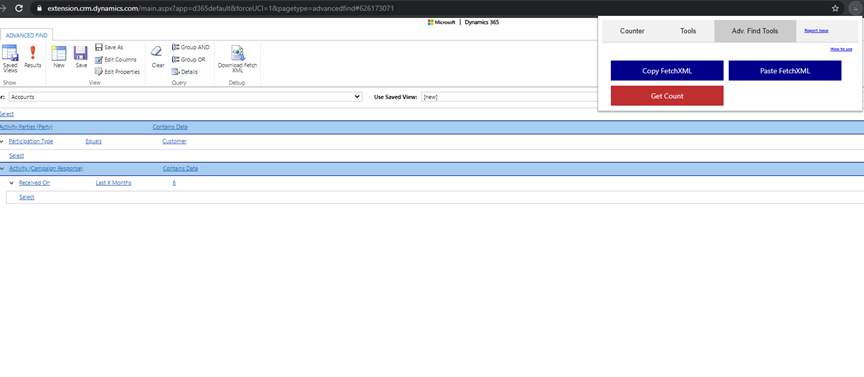 extension.crm.dynamics.com/main.aspx?app=d365default&forceUCI=1&pagetype=advancedfind#626173071
Microsoft | Dynamics 365
ADVANCED FIND
Saved Views
Results
New
Save
Save As
Edit Columns
Edit Properties
Clear
Group AND
Group OR
Details
Download Fetch XML
Show
View
Query
Debug
Accounts
Use Saved View:
[new]
Select
Activity Parties (Party)
Contains Data
Participation Type
Equals
Customer
Select
Activity (Campaign Response)
Contains Data
Received On
Last X Months
6
Select
Counter
Tools
Adv. Find Tools
Report Issue
How to use
Copy FetchXML
Paste FetchXML
Get Count